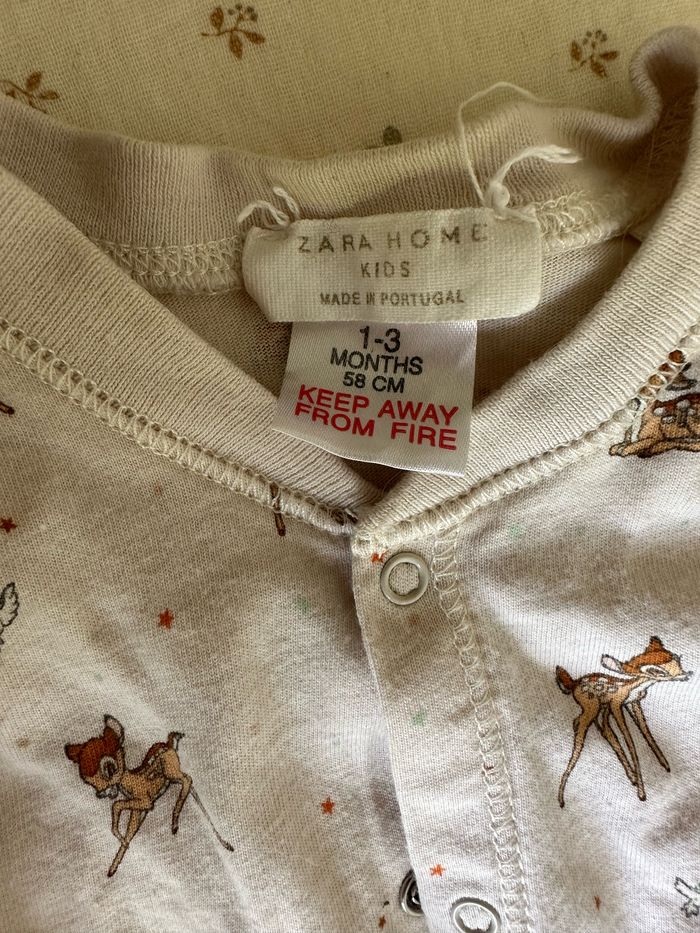 ZARA HOME
KIDS
MADE IN PORTUGAL
1-3
MONTHS
58 CM
KEEP AWAY
FROM FIRE